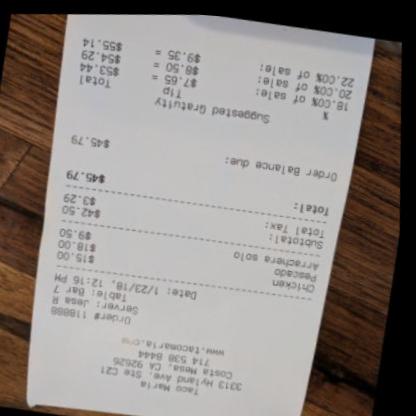 Taco Maria
3313 Hyland Ave. Ste C21
Costa Mesa, CA 92626
714 538 8444
www.tacomaria.com
Order# 118888
Server: Jesa R
Table: Bar 7
Date: 1/23/18, 12:16 PM
Chicken $15.00
Pescado $18.00
Arrachera solo $9.50
Subtotal: $42.50
Total Tax: $3.29
Total: $45.79
Order Balance due: $45.79
Suggested Gratuity
% Tip Total
18.00% of sale: $7.65 = $53.44
20.00% of sale: $8.50 = $54.29
22.00% of sale: $9.35 = $55.14